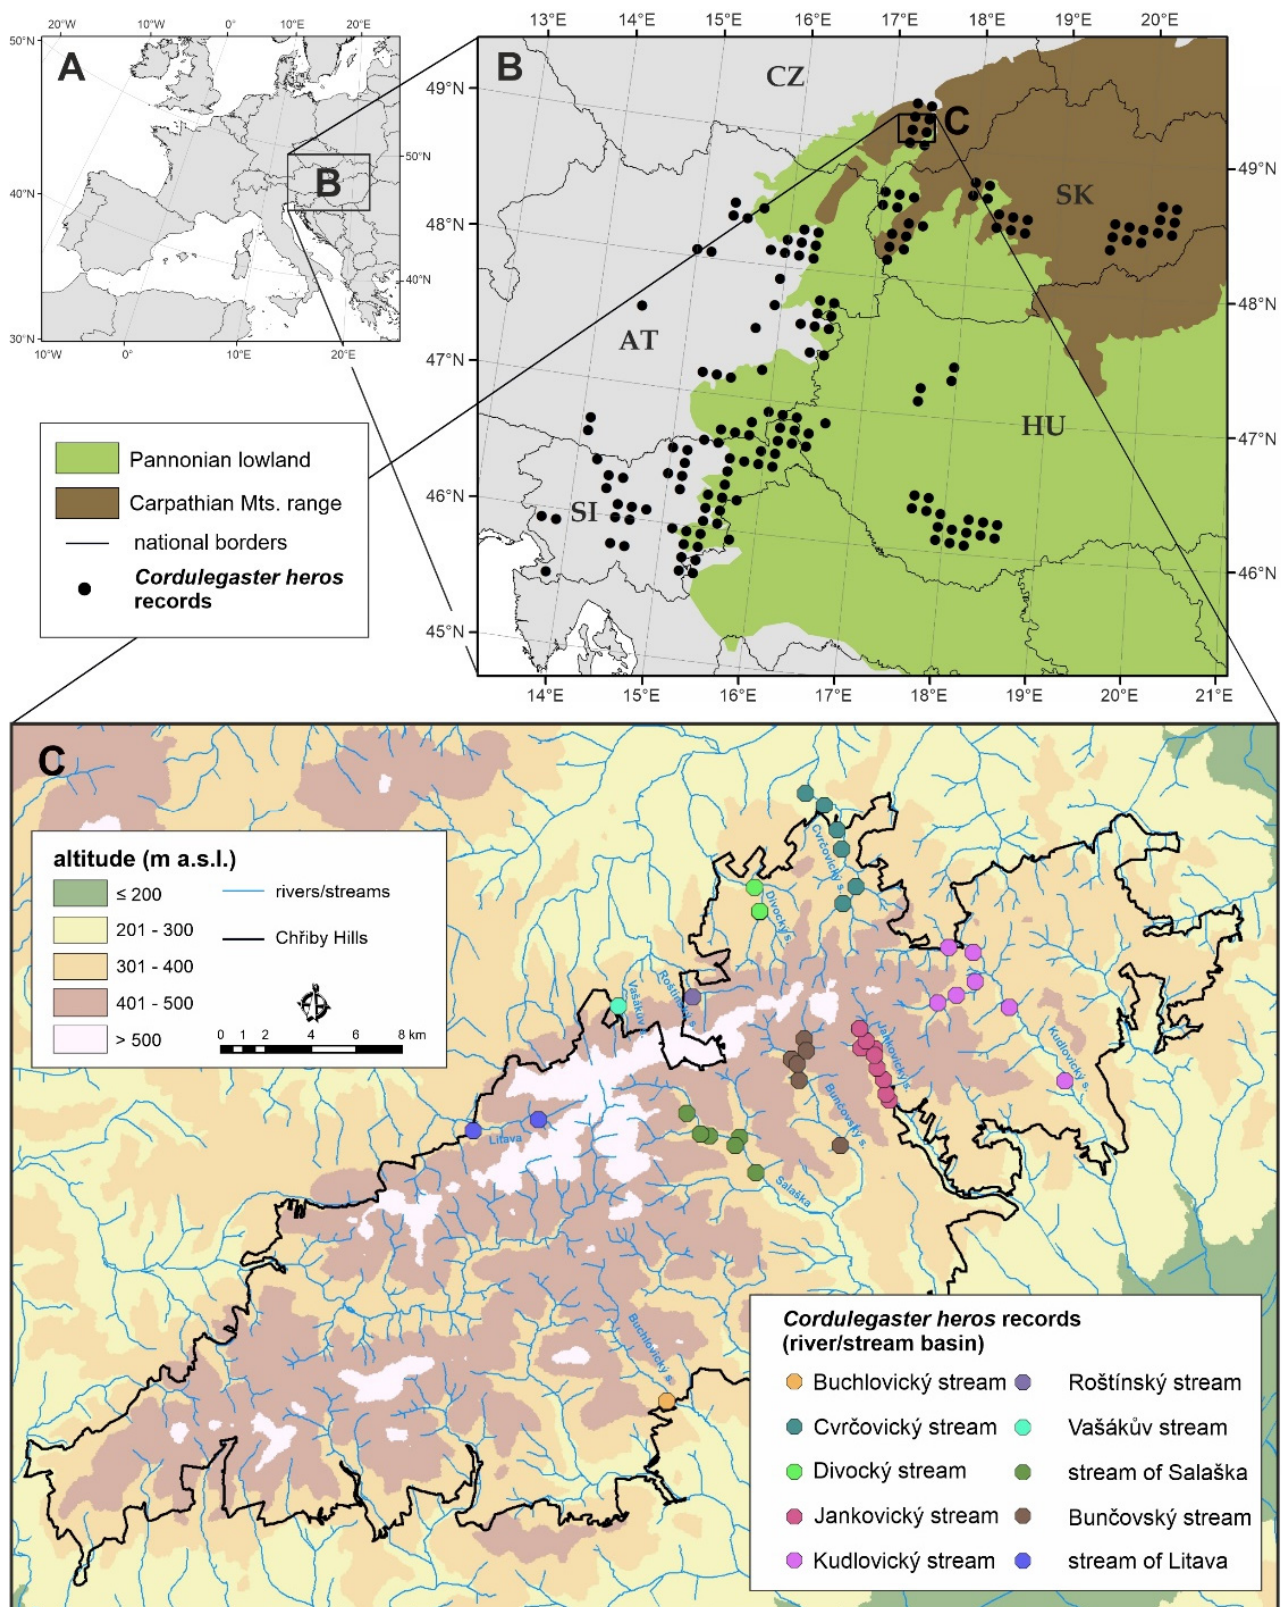 20°W 10°W 0° 10°E 20°E
50°N
A
50°N
B
40°N
40°N
30°N
10°W 0° 10°E 20°E
13°E 14°E 15°E 16°E 17°E 18°E 19°E 20°E
B
CZ
49°N
C
49°N
SK
48°N
48°N
AT
47°N
HU
47°N
46°N
SI
46°N
45°N
14°E 15°E 16°E 17°E 18°E 19°E 20°E 21°E
Pannonian lowland
Carpathian Mts. range
national borders
Cordulegaster heros
records
C
altitude (m a.s.l.)
≤ 200
rivers/streams
201 - 300
Chřiby Hills
301 - 400
401 - 500
> 500
0 1 2 4 6 8 km
Cvrčovický s.
Divocký s.
Roštínský s.
Vašákův s.
Jankovický s.
Kudlovický s.
Bunčovský s.
Litava
Salaška
Buchlovický s.
Cordulegaster heros records
(river/stream basin)
Buchlovický stream Roštínský stream
Cvrčovický stream Vašákův stream
Divocký stream stream of Salaška
Jankovický stream Bunčovský stream
Kudlovický stream stream of Litava